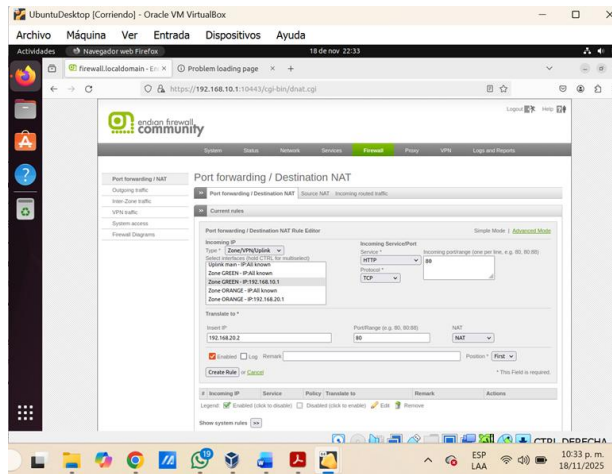 UbuntuDesktop [Corriendo] - Oracle VM VirtualBox
Archivo Máquina Ver Entrada Dispositivos Ayuda
Actividades Navegador web Firefox 18 de nov 22:33
firewall.localdomain - En × Problem loading page × +
https://192.168.10.1:10443/cgi-bin/dnat.cgi
Logout Help
endian firewall
community
System Status Network Services Firewall Proxy VPN Logs and Reports
Port forwarding / NAT
Outgoing traffic
Inter-Zone traffic
VPN traffic
System access
Firewall Diagrams
Port forwarding / Destination NAT
Port forwarding / Destination NAT Source NAT Incoming routed traffic
Current rules
Port forwarding / Destination NAT Rule Editor Simple Mode | Advanced Mode
Incoming IP Incoming Service/Port
Type * Zone/VPN/Uplink Service * Incoming port/range (one per line, e.g. 80, 80:88)
Select interfaces (hold CTRL for multiselect) HTTP 80
Uplink main - IP:All known Protocol *
Zone GREEN - IP:All known TCP
Zone GREEN - IP:192.168.10.1
Zone ORANGE - IP:All known
Zone ORANGE - IP:192.168.20.1
Translate to *
Insert IP Port/Range (e.g. 80, 80:88) NAT
192.168.20.2 80 NAT
Enabled Log Remark Position * First
Create Rule or Cancel * This Field is required.
# Incoming IP Service Policy Translate to Remark Actions
Legend: Enabled (click to disable) Disabled (click to enable) Edit Remove
Show system rules >>
CTRL DERECHA
ESP
LAA
10:33 p. m.
18/11/2025